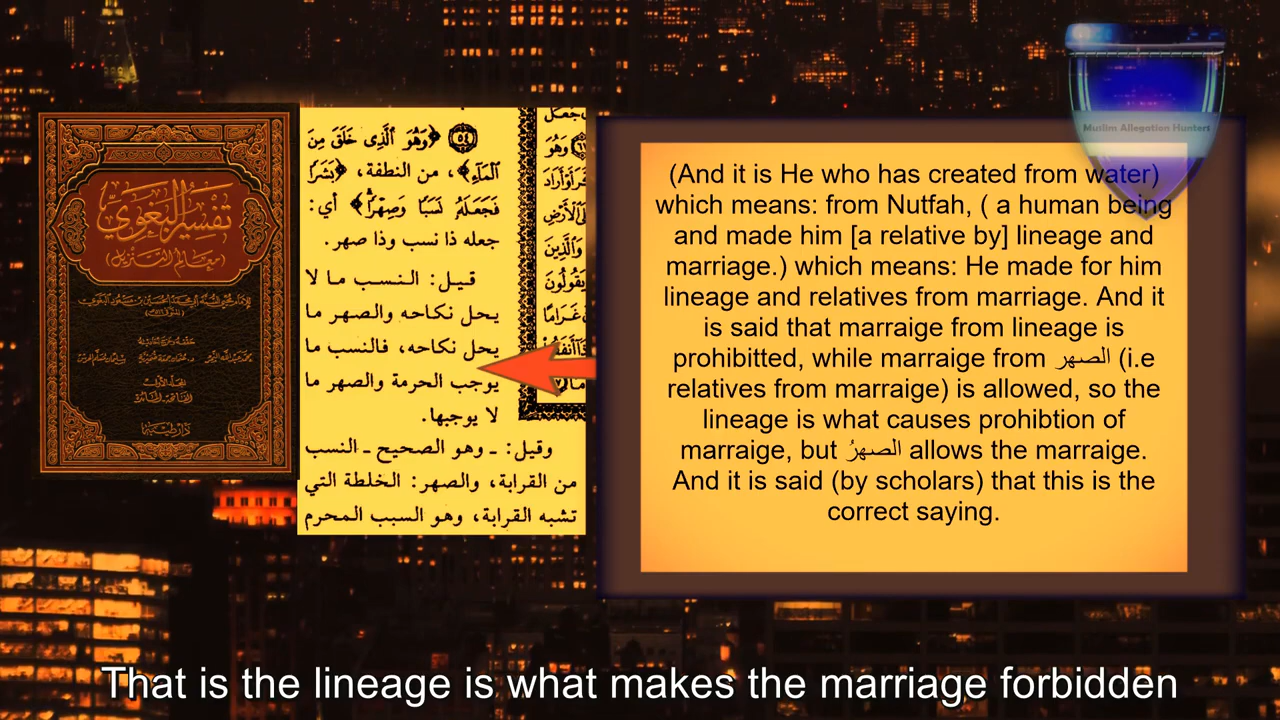 تفسير البغوي
(معالم التنزيل)
دار طيبة
﴿وَهُوَ ٱلَّذِى خَلَقَ مِنَ
ٱلْمَآءِ﴾، من النطفة، ﴿بَشَرًا
فَجَعَلَهُۥ نَسَبًا وَصِهْرًا﴾ أي:
جعله ذا نسب وذا صهر.
قيل: النسب ما لا
يحل نكاحه والصهر ما
يحل نكاحه، فالنسب ما
يوجب الحرمة والصهر ما
لا يوجبها.
وقيل: ـ وهو الصحيح ـ النسب
من القرابة، والصهر: الخلطة التي
تشبه القرابة، وهو السبب المحرم
Muslim Allegation Hunters
(And it is He who has created from water)
which means: from Nutfah, ( a human being
and made him [a relative by] lineage and
marriage.) which means: He made for him
lineage and relatives from marriage. And it
is said that marraige from lineage is
prohibitted, while marraige from الصهر (i.e
relatives from marraige) is allowed, so the
lineage is what causes prohibtion of
marraige, but الصهرُ allows the marraige.
And it is said (by scholars) that this is the
correct saying.
That is the lineage is what makes the marriage forbidden